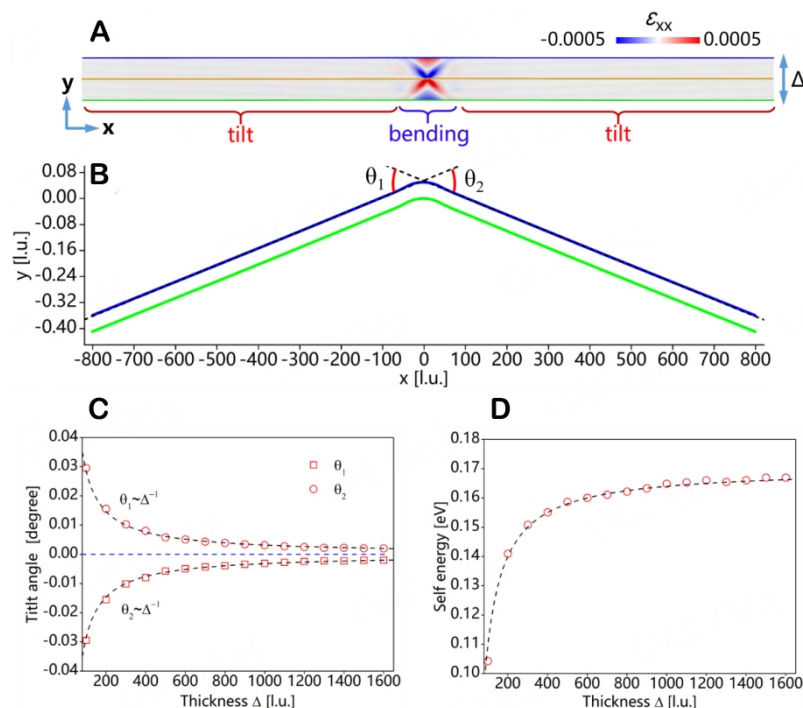 A
εxx
-0.0005 0.0005
y
x
Δ
tilt bending tilt
B
θ1 θ2
0.08
0.00
-0.08
-0.16
-0.24
-0.32
-0.40
y [l.u.]
-800 -700 -600 -500 -400 -300 -200 -100 0 100 200 300 400 500 600 700 800
x [l.u.]
C
0.04
0.03
0.02
0.01
0.00
-0.01
-0.02
-0.03
-0.04
Titlt angle [degree]
θ1
θ2
θ1~Δ⁻¹
θ2~Δ⁻¹
200 400 600 800 1000 1200 1400 1600
Thickness Δ [l.u.]
D
0.18
0.17
0.16
0.15
0.14
0.13
0.12
0.11
0.10
Self energy [eV]
200 400 600 800 1000 1200 1400 1600
Thickness Δ [l.u.]